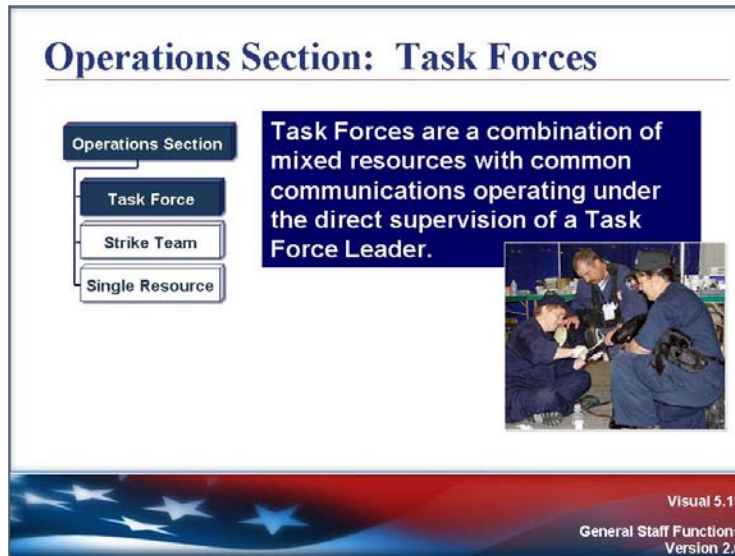 Operations Section: Task Forces
Operations Section
Task Force
Strike Team
Single Resource
Task Forces are a combination of
mixed resources with common
communications operating under
the direct supervision of a Task
Force Leader.
Visual 5.1
General Staff Function
Version 2.